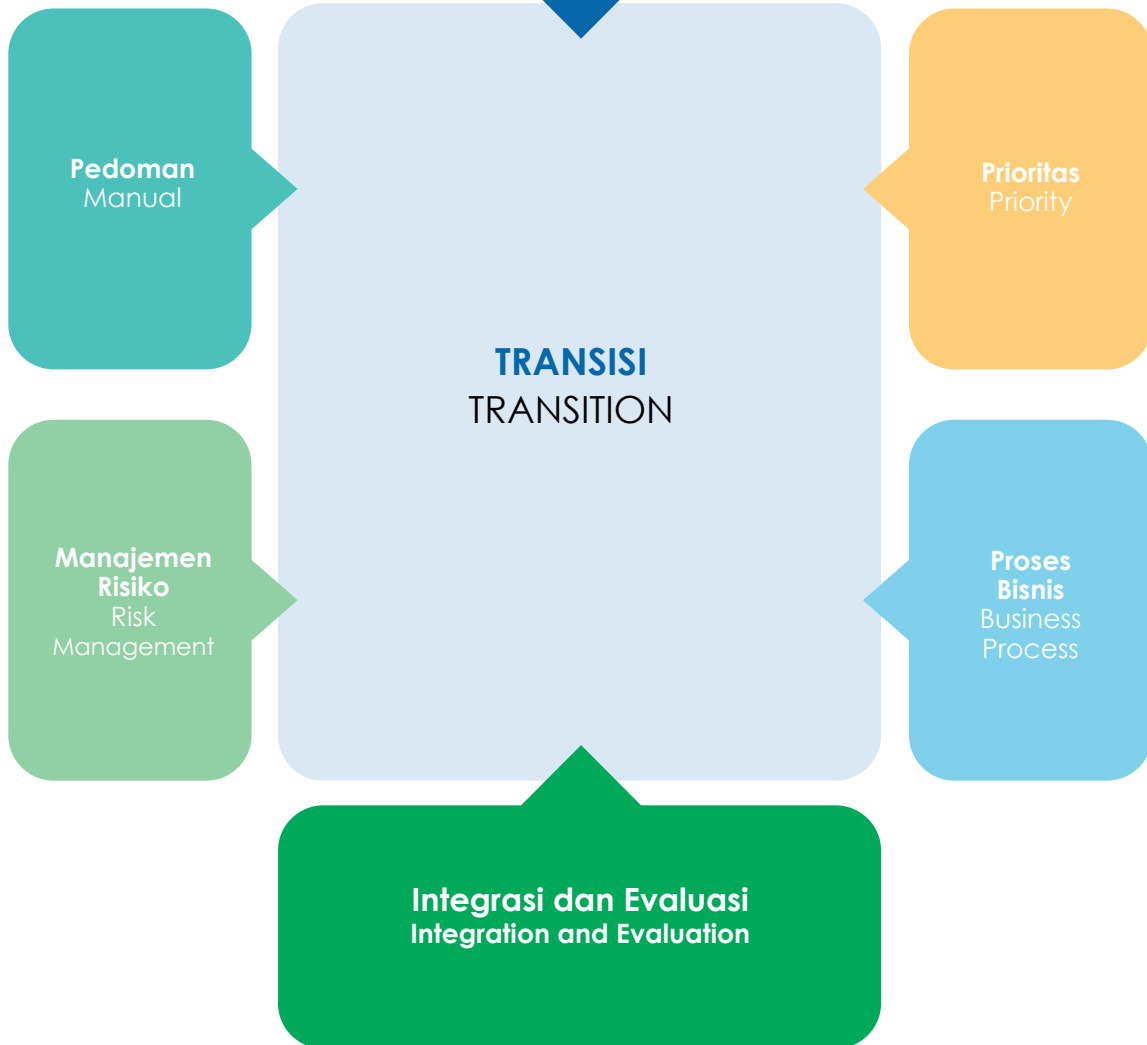 Pedoman
Manual
Prioritas
Priority
TRANSISI
TRANSITION
Manajemen
Risiko
Risk
Management
Proses
Bisnis
Business
Process
Integrasi dan Evaluasi
Integration and Evaluation